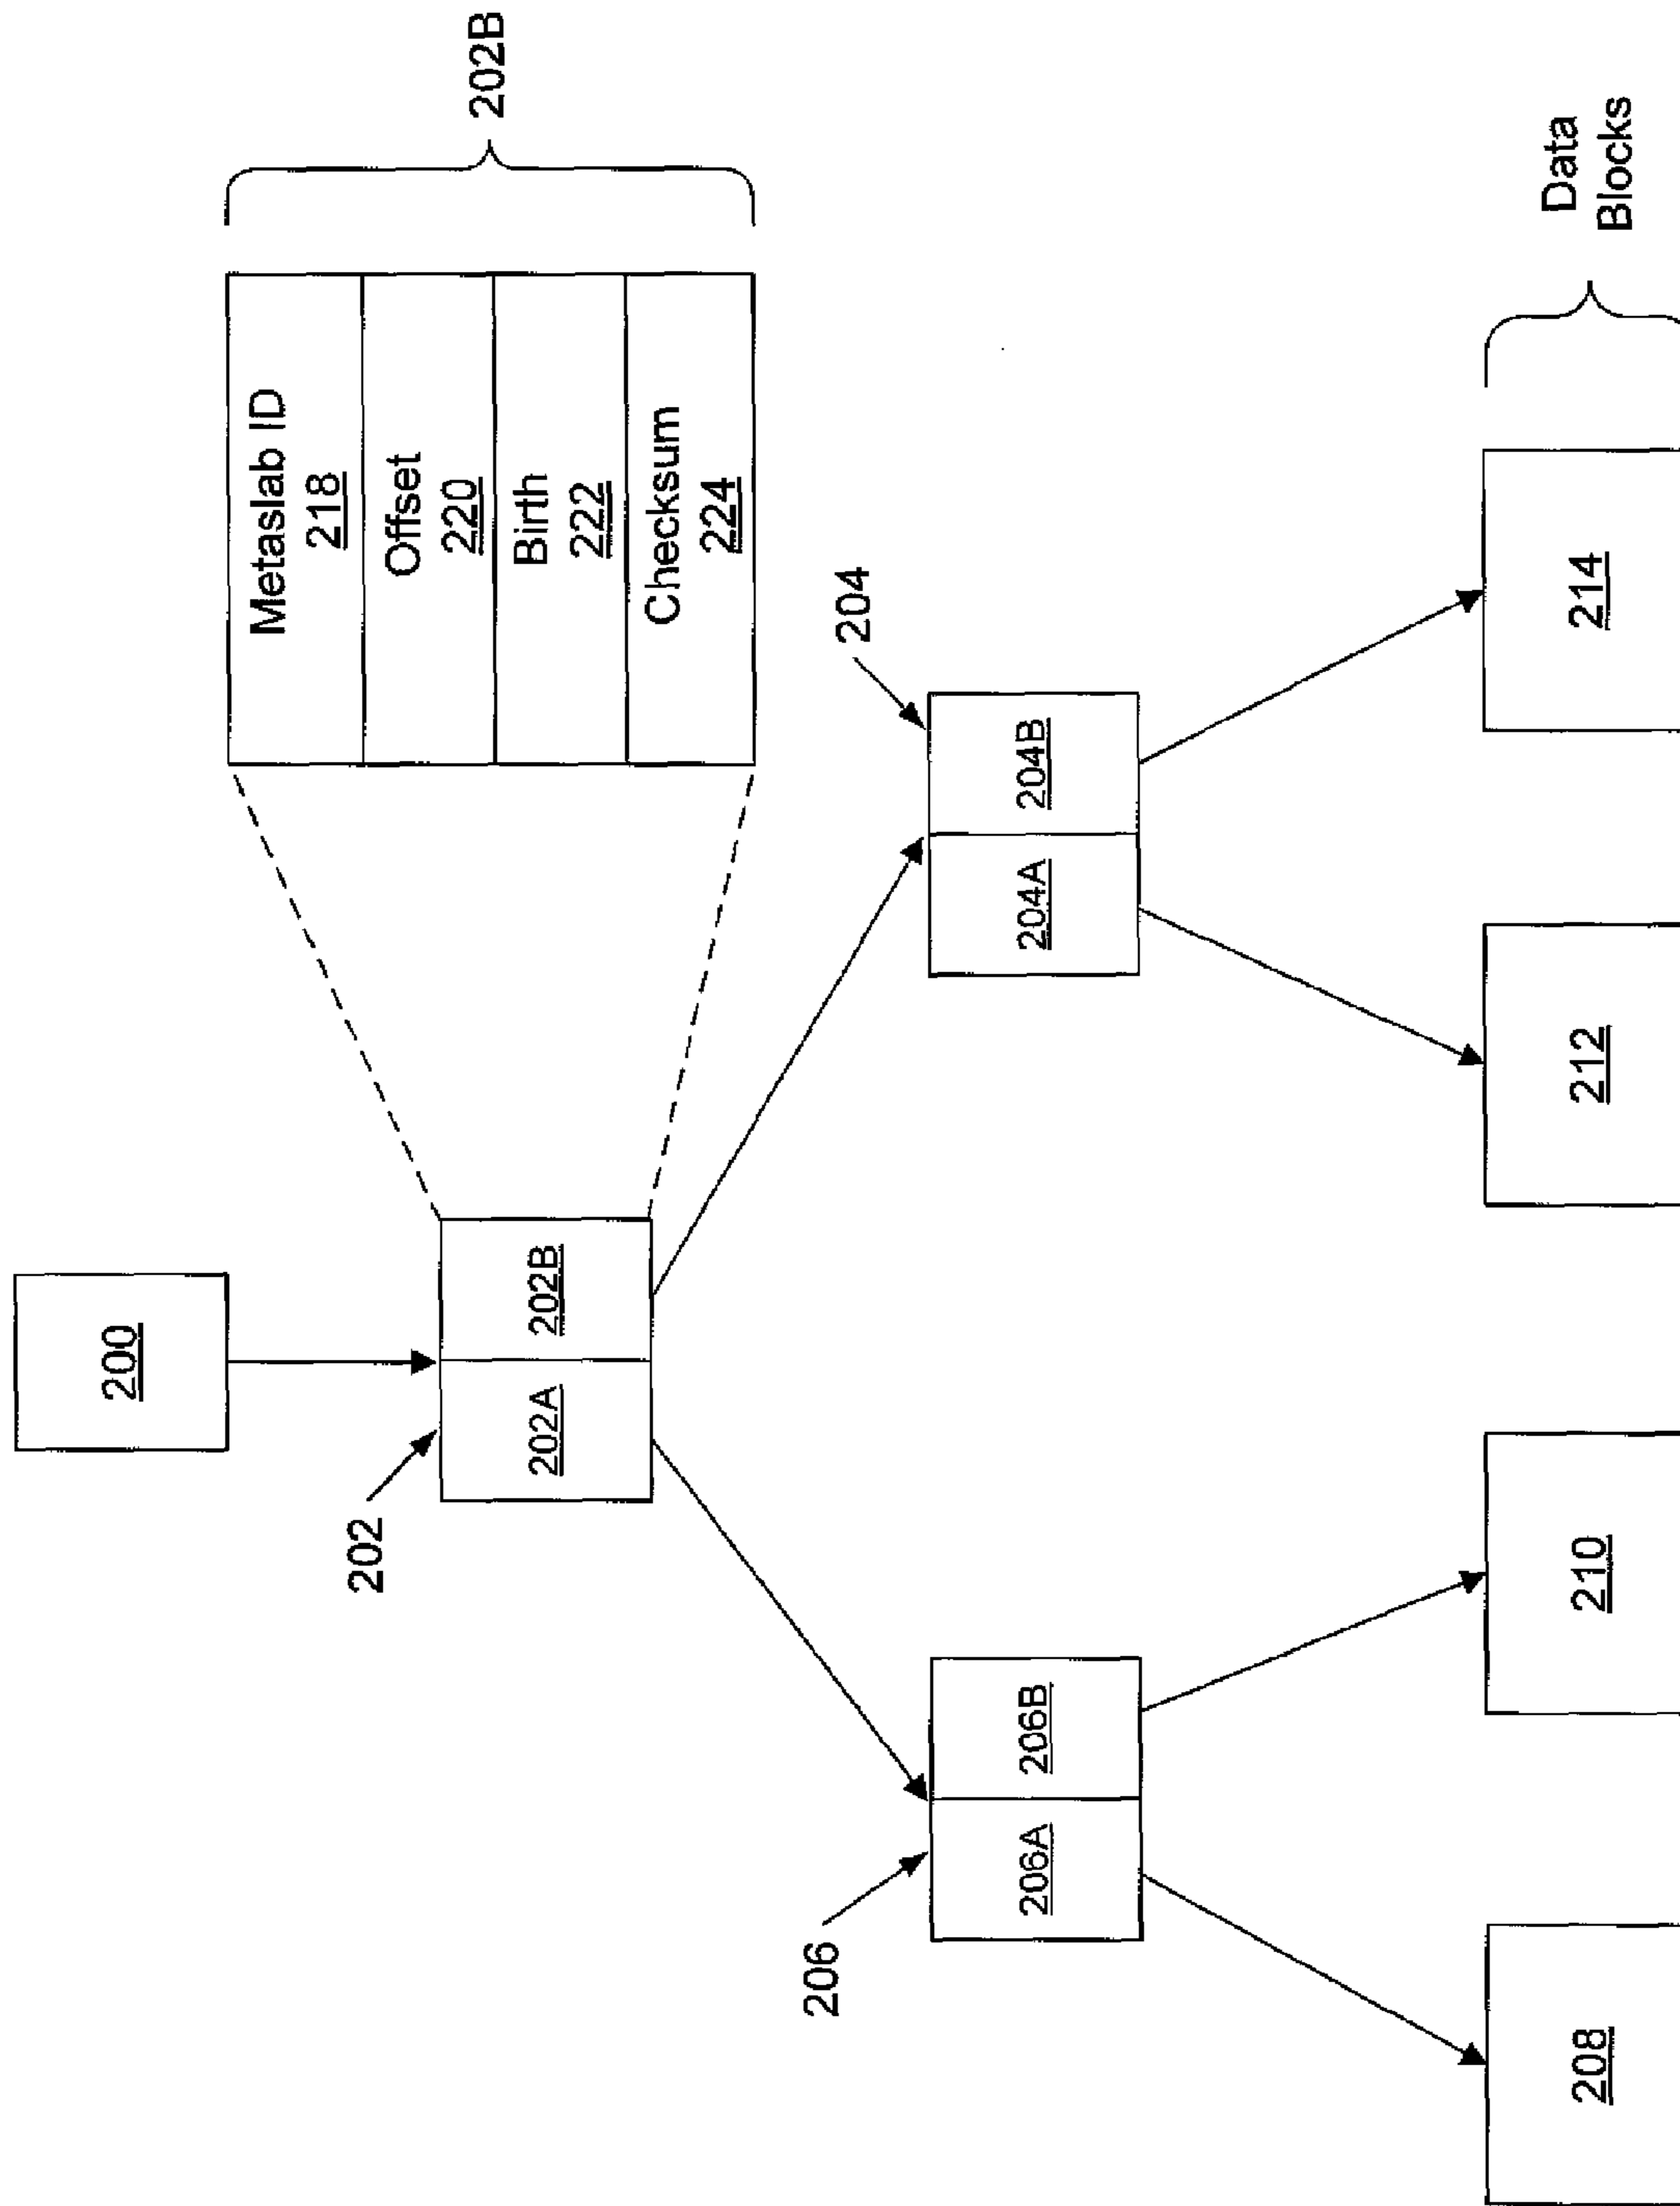 200
202
202A
202B
Metaslab ID
218
Offset
220
Birth
222
Checksum
224
202B
206
206A
206B
204
204A
204B
208
210
212
214
Data
Blocks